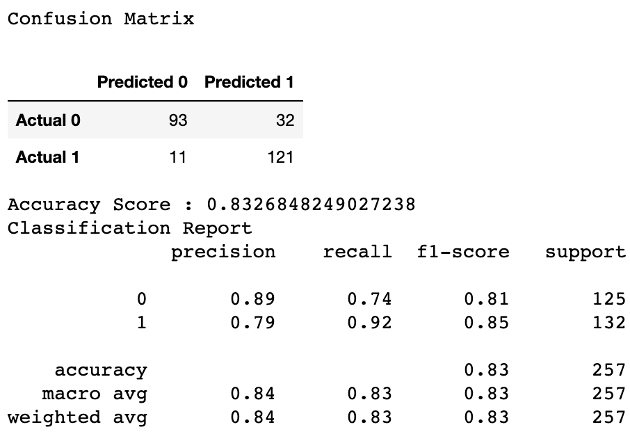 Confusion Matrix
Predicted 0 Predicted 1
Actual 0 93 32
Actual 1 11 121
Accuracy Score : 0.8326848249027238
Classification Report
precision recall f1-score support
0 0.89 0.74 0.81 125
1 0.79 0.92 0.85 132
accuracy 0.83 257
macro avg 0.84 0.83 0.83 257
weighted avg 0.84 0.83 0.83 257